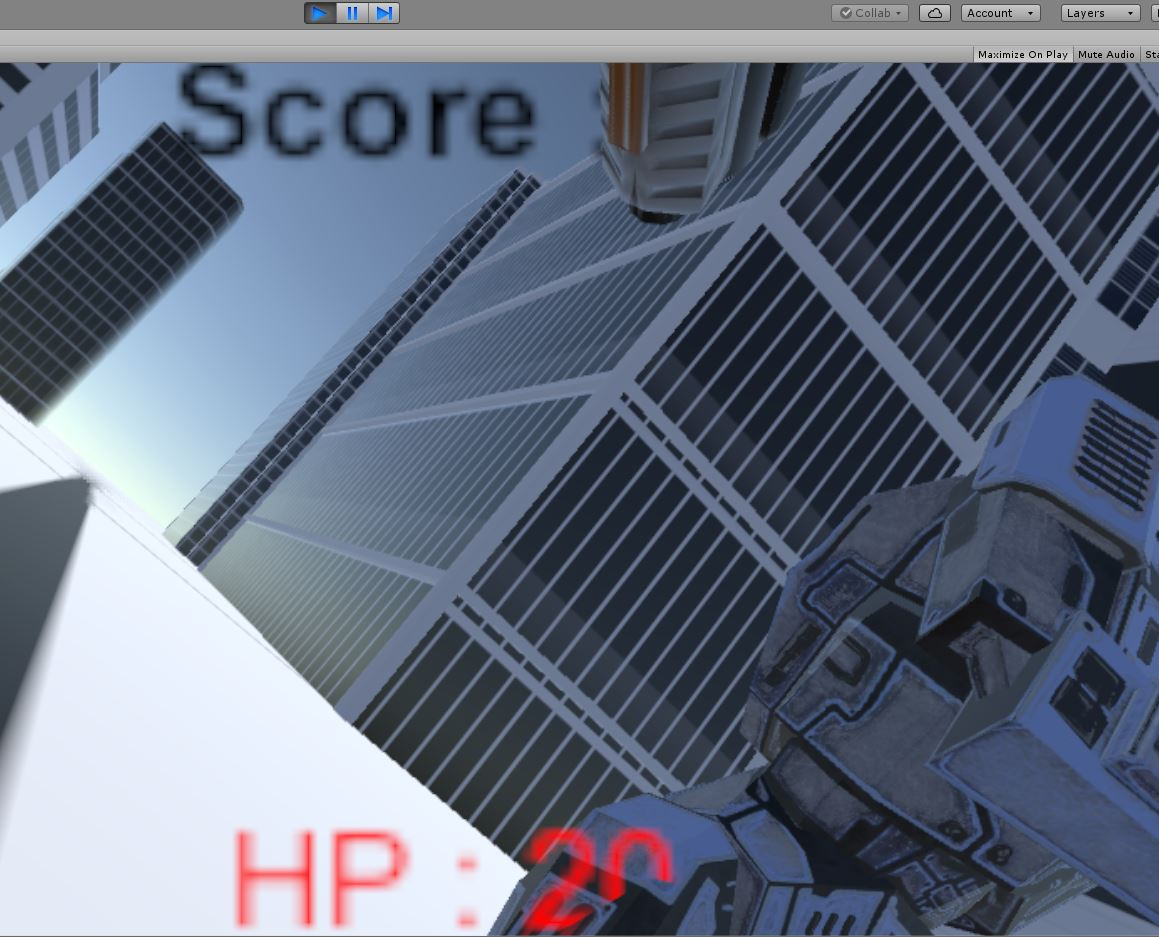 Collab Account Layers
Maximize On Play Mute Audio
Score
HP : 20